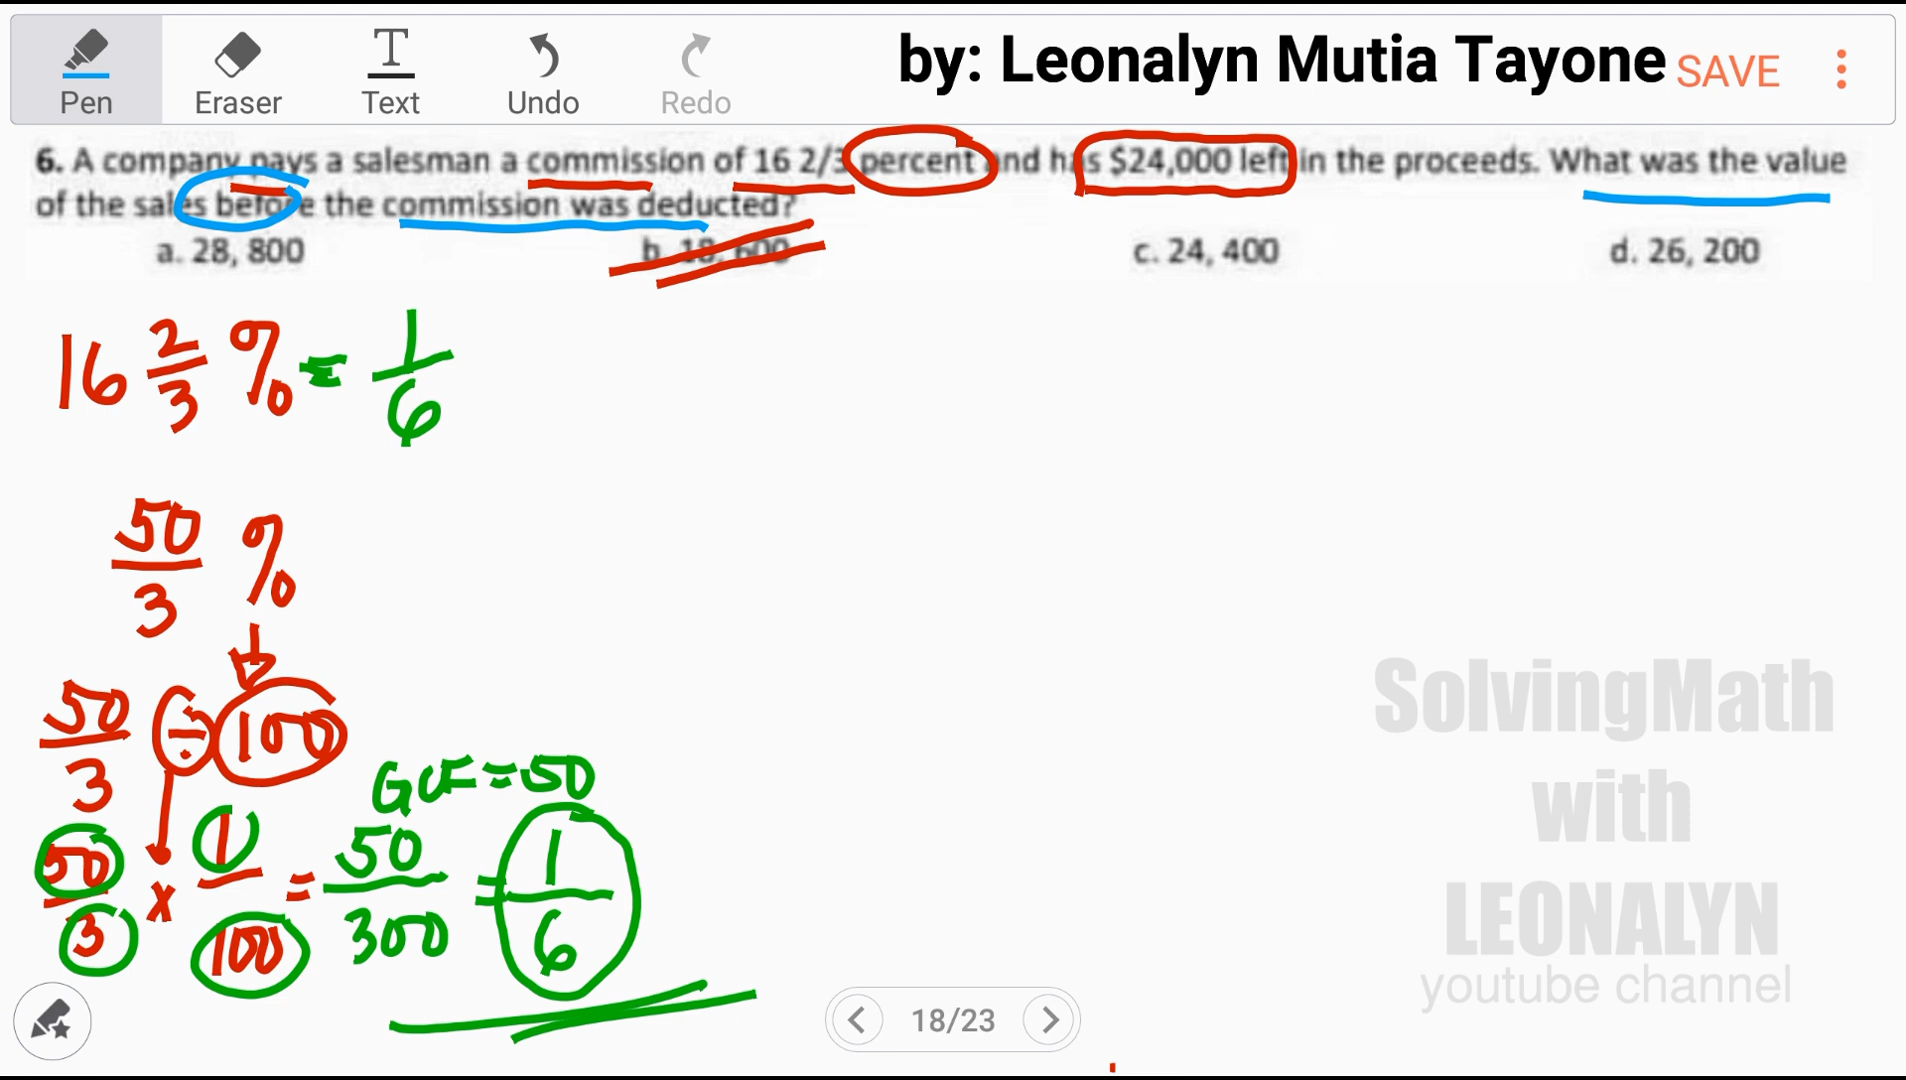 by: Leonalyn Mutia Tayone SAVE
Pen Eraser Text Undo Redo
6. A company pays a salesman a commission of 16 2/3 percent and has $24,000 left in the proceeds. What was the value
of the sales before the commission was deducted?
a. 28, 800 b. 18, 600 c. 24, 400 d. 26, 200
16 2/3 % = 1/6
50/3 %
50/3 ÷ 100
GCF = 50
50/3 x 1/100 = 50/300 = 1/6
SolvingMath
with
LEONALYN
youtube channel
18/23